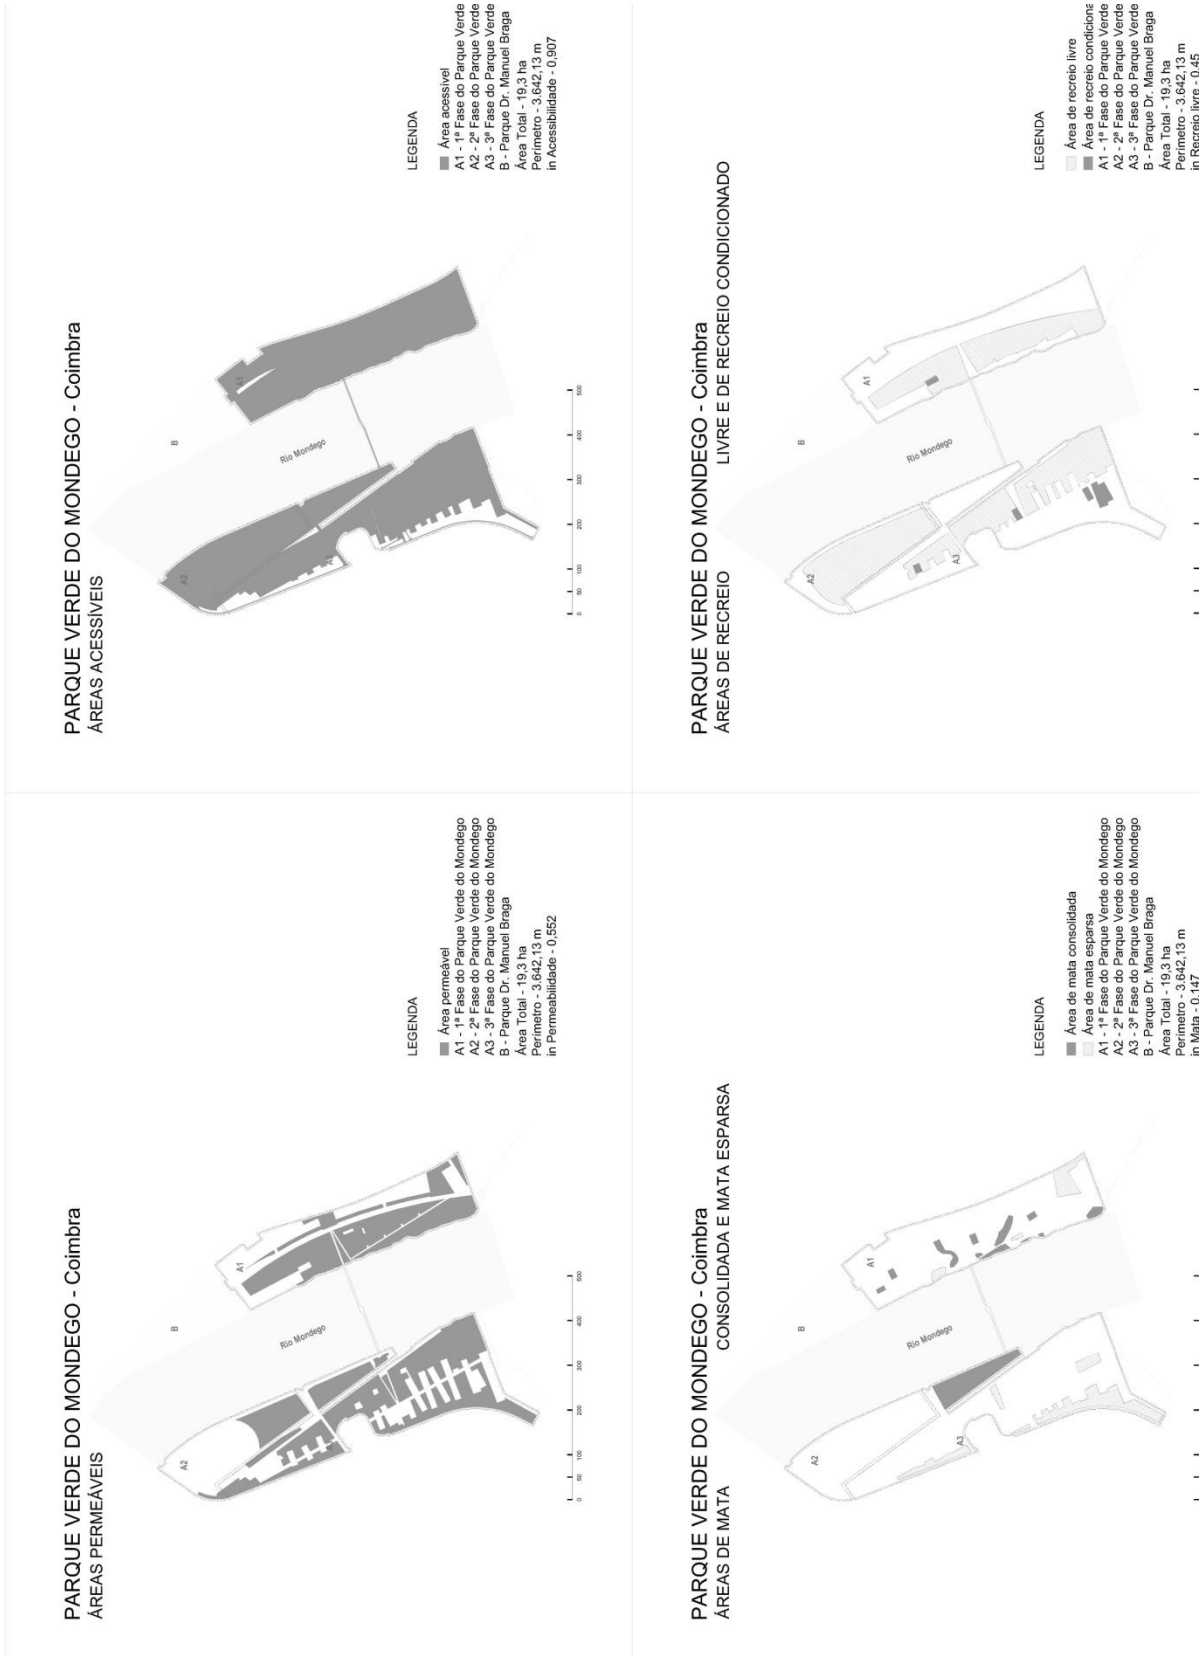 PARQUE VERDE DO MONDEGO - Coimbra
ÁREAS PERMEÁVEIS
B
A2
A1
Rio Mondego
A3
LEGENDA
Área permeável
A1 - 1ª Fase do Parque Verde do Mondego
A2 - 2ª Fase do Parque Verde do Mondego
A3 - 3ª Fase do Parque Verde do Mondego
B - Parque Dr. Manuel Braga
Área Total - 19,3 ha
Perimetro - 3.642,13 m
in Permeabilidade - 0,552
0 50 100 200 300 400 500
PARQUE VERDE DO MONDEGO - Coimbra
ÁREAS ACESSÍVEIS
B
A2
A1
Rio Mondego
A3
LEGENDA
Área acessível
A1 - 1ª Fase do Parque Verde
A2 - 2ª Fase do Parque Verde
A3 - 3ª Fase do Parque Verde
B - Parque Dr. Manuel Braga
Área Total - 19,3 ha
Perimetro - 3.642,13 m
in Acessibilidade - 0,907
0 50 100 200 300 400 500
PARQUE VERDE DO MONDEGO - Coimbra
ÁREAS DE MATA CONSOLIDADA E MATA ESPARSA
B
A2
A1
Rio Mondego
A3
LEGENDA
Área de mata consolidada
Área de mata esparsa
A1 - 1ª Fase do Parque Verde do Mondego
A2 - 2ª Fase do Parque Verde do Mondego
A3 - 3ª Fase do Parque Verde do Mondego
B - Parque Dr. Manuel Braga
Área Total - 19,3 ha
Perimetro - 3.642,13 m
in Mata - 0,147
PARQUE VERDE DO MONDEGO - Coimbra
ÁREAS DE RECREIO LIVRE E DE RECREIO CONDICIONADO
B
A2
A1
Rio Mondego
A3
LEGENDA
Área de recreio livre
Área de recreio condiciona
A1 - 1ª Fase do Parque Verde
A2 - 2ª Fase do Parque Verde
A3 - 3ª Fase do Parque Verde
B - Parque Dr. Manuel Braga
Área Total - 19,3 ha
Perimetro - 3.642,13 m
in Recreio livre - 0,45